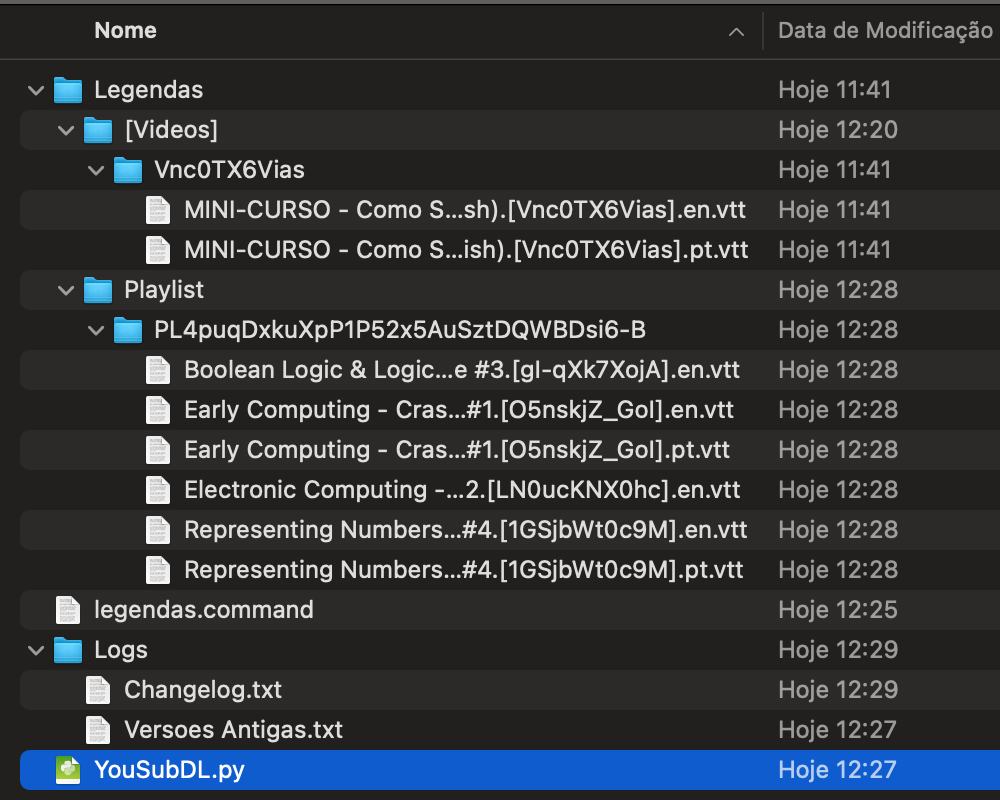 Nome Data de Modificação
Legendas Hoje 11:41
[Videos] Hoje 12:20
Vnc0TX6Vias Hoje 11:41
MINI-CURSO - Como S...sh).[Vnc0TX6Vias].en.vtt Hoje 11:41
MINI-CURSO - Como S...ish).[Vnc0TX6Vias].pt.vtt Hoje 11:41
Playlist Hoje 12:28
PL4puqDxkuXpP1P52x5AuSztDQWBDsi6-B Hoje 12:28
Boolean Logic & Logic...e #3.[gI-qXk7XojA].en.vtt Hoje 12:28
Early Computing - Cras...#1.[O5nskjZ_GoI].en.vtt Hoje 12:28
Early Computing - Cras...#1.[O5nskjZ_GoI].pt.vtt Hoje 12:28
Electronic Computing -...2.[LN0ucKNX0hc].en.vtt Hoje 12:28
Representing Numbers...#4.[1GSjbWt0c9M].en.vtt Hoje 12:28
Representing Numbers...#4.[1GSjbWt0c9M].pt.vtt Hoje 12:28
legendas.command Hoje 12:25
Logs Hoje 12:29
Changelog.txt Hoje 12:29
Versoes Antigas.txt Hoje 12:27
YouSubDL.py Hoje 12:27